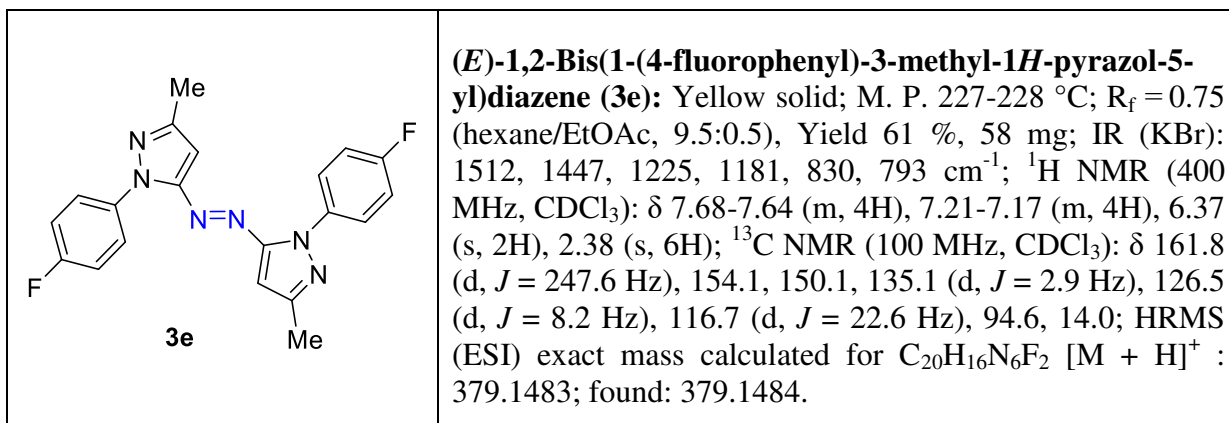 Me
N
N
F
N=N
N
N
F
Me
3e
(E)-1,2-Bis(1-(4-fluorophenyl)-3-methyl-1H-pyrazol-5-
yl)diazene (3e): Yellow solid; M. P. 227-228 °C; Rf = 0.75
(hexane/EtOAc, 9.5:0.5), Yield 61 %, 58 mg; IR (KBr):
1512, 1447, 1225, 1181, 830, 793 cm-1; 1H NMR (400
MHz, CDCl3): δ 7.68-7.64 (m, 4H), 7.21-7.17 (m, 4H), 6.37
(s, 2H), 2.38 (s, 6H); 13C NMR (100 MHz, CDCl3): δ 161.8
(d, J = 247.6 Hz), 154.1, 150.1, 135.1 (d, J = 2.9 Hz), 126.5
(d, J = 8.2 Hz), 116.7 (d, J = 22.6 Hz), 94.6, 14.0; HRMS
(ESI) exact mass calculated for C20H16N6F2 [M + H]+ :
379.1483; found: 379.1484.